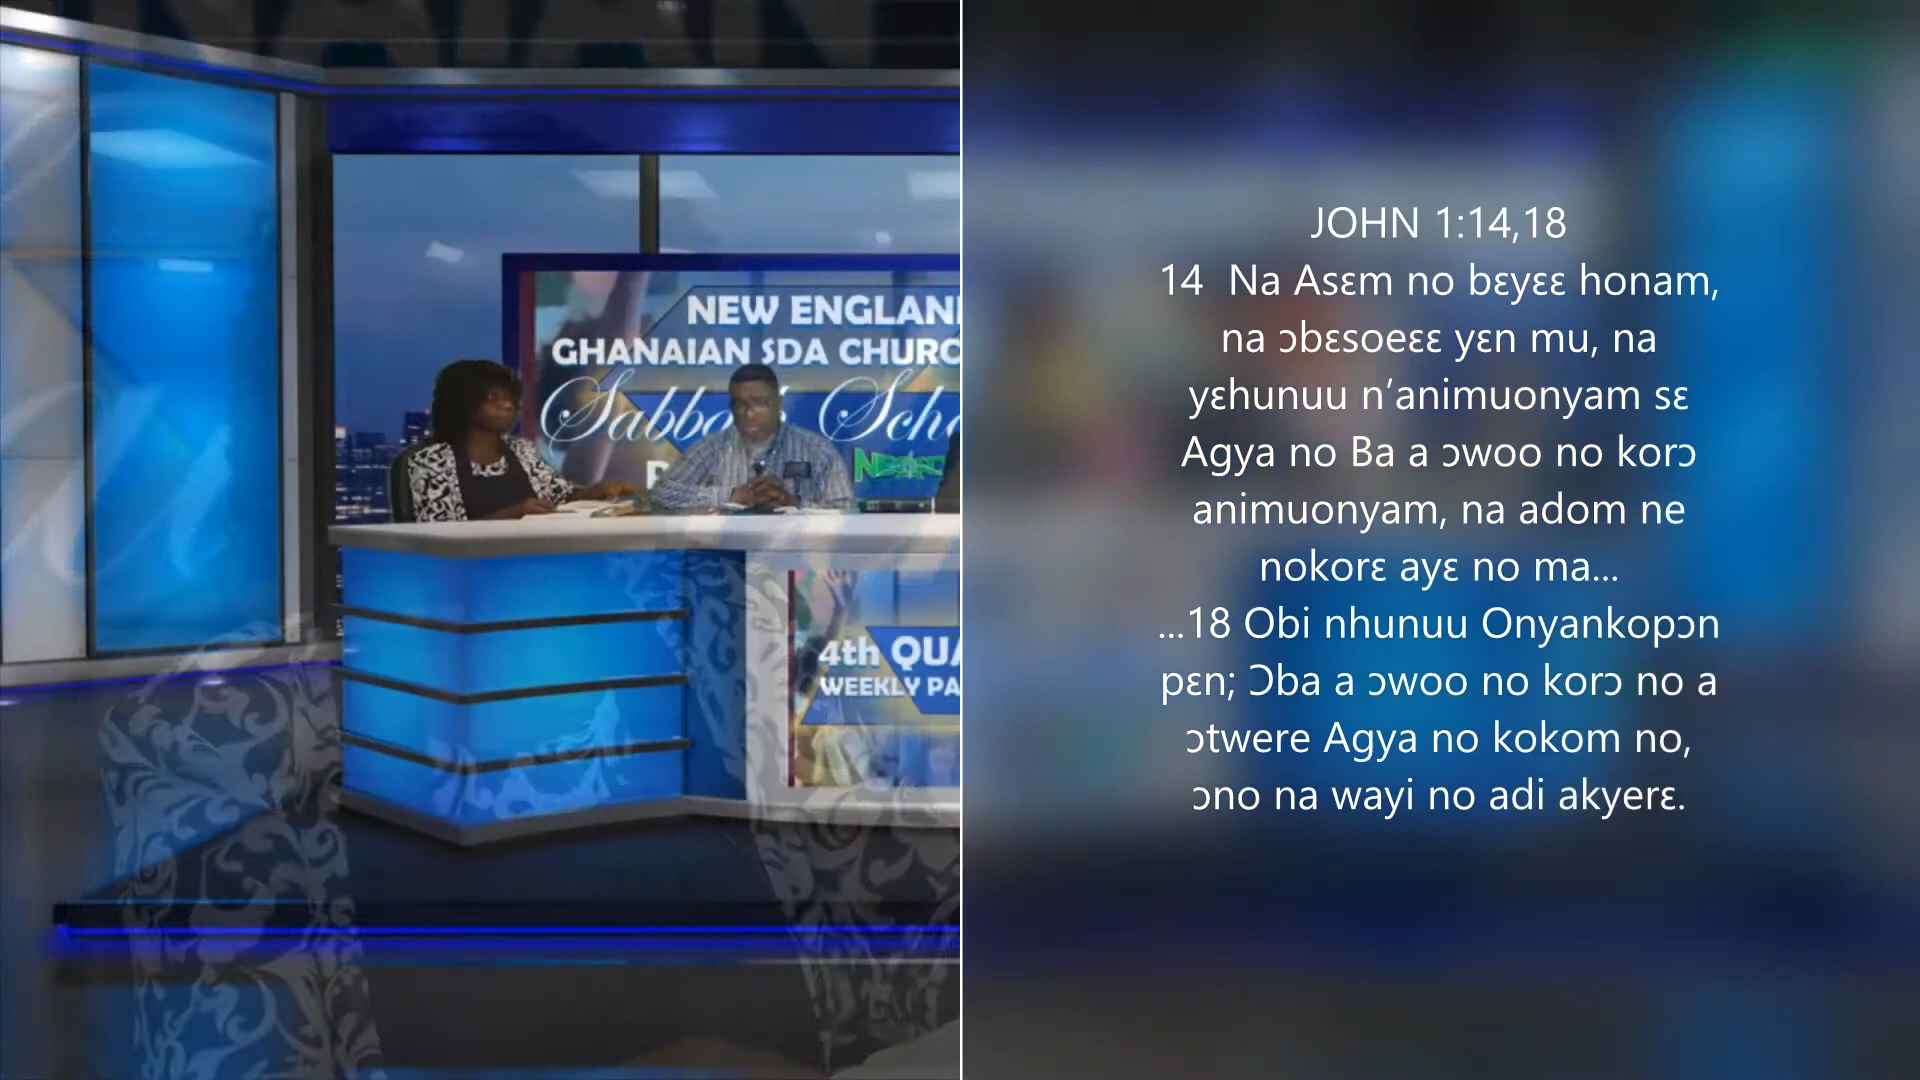 NEW ENGLAN
GHANAIAN SDA CHURC
Sabba Scho
4th QUA
WEEKLY PA
JOHN 1:14,18
14 Na Asɛm no bɛyɛɛ honam,
na ɔbɛsoeɛɛ yɛn mu, na
yɛhunuu n’animuonyam sɛ
Agya no Ba a ɔwoo no korɔ
animuonyam, na adom ne
nokorɛ ayɛ no ma...
...18 Obi nhunuu Onyankopɔn
pɛn; Ɔba a ɔwoo no korɔ no a
ɔtwere Agya no kokom no,
ɔno na wayi no adi akyerɛ.